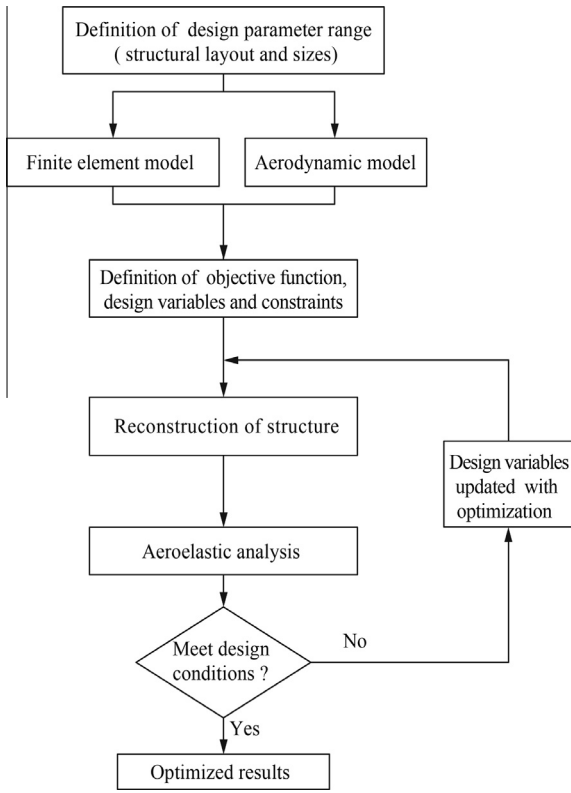 Definition of design parameter range
( structural layout and sizes)
Finite element model
Aerodynamic model
Definition of objective function,
design variables and constraints
Reconstruction of structure
Design variables
updated with
optimization
Aeroelastic analysis
Meet design
conditions ?
No
Yes
Optimized results